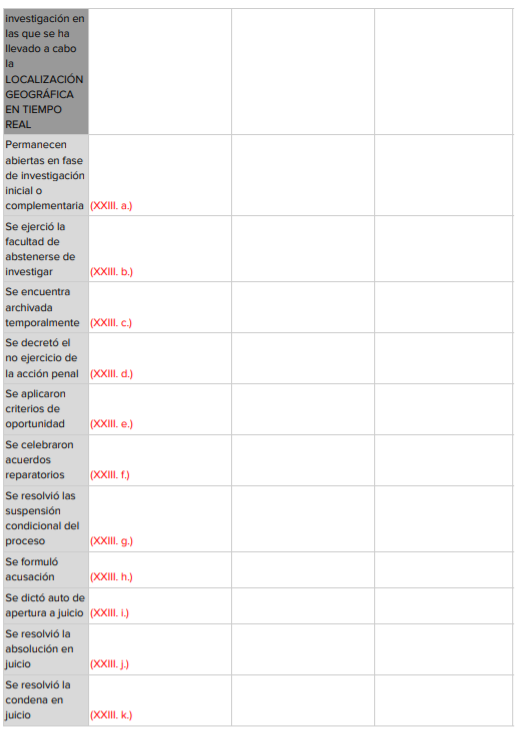 investigación en
las que se ha
llevado a cabo
la
LOCALIZACIÓN
GEOGRÁFICA
EN TIEMPO
REAL
Permanecen
abiertas en fase
de investigación
inicial o
complementaria (XXIII. a.)
Se ejerció la
facultad de
abstenerse de
investigar (XXIII. b.)
Se encuentra
archivada
temporalmente (XXIII. c.)
Se decretó el
no ejercicio de
la acción penal (XXIII. d.)
Se aplicaron
criterios de
oportunidad (XXIII. e.)
Se celebraron
acuerdos
reparatorios (XXIII. f.)
Se resolvió las
suspensión
condicional del
proceso (XXIII. g.)
Se formuló
acusación (XXIII. h.)
Se dictó auto de
apertura a juicio (XXIII. i.)
Se resolvió la
absolución en
juicio (XXIII. j.)
Se resolvió la
condena en
juicio (XXIII. k.)